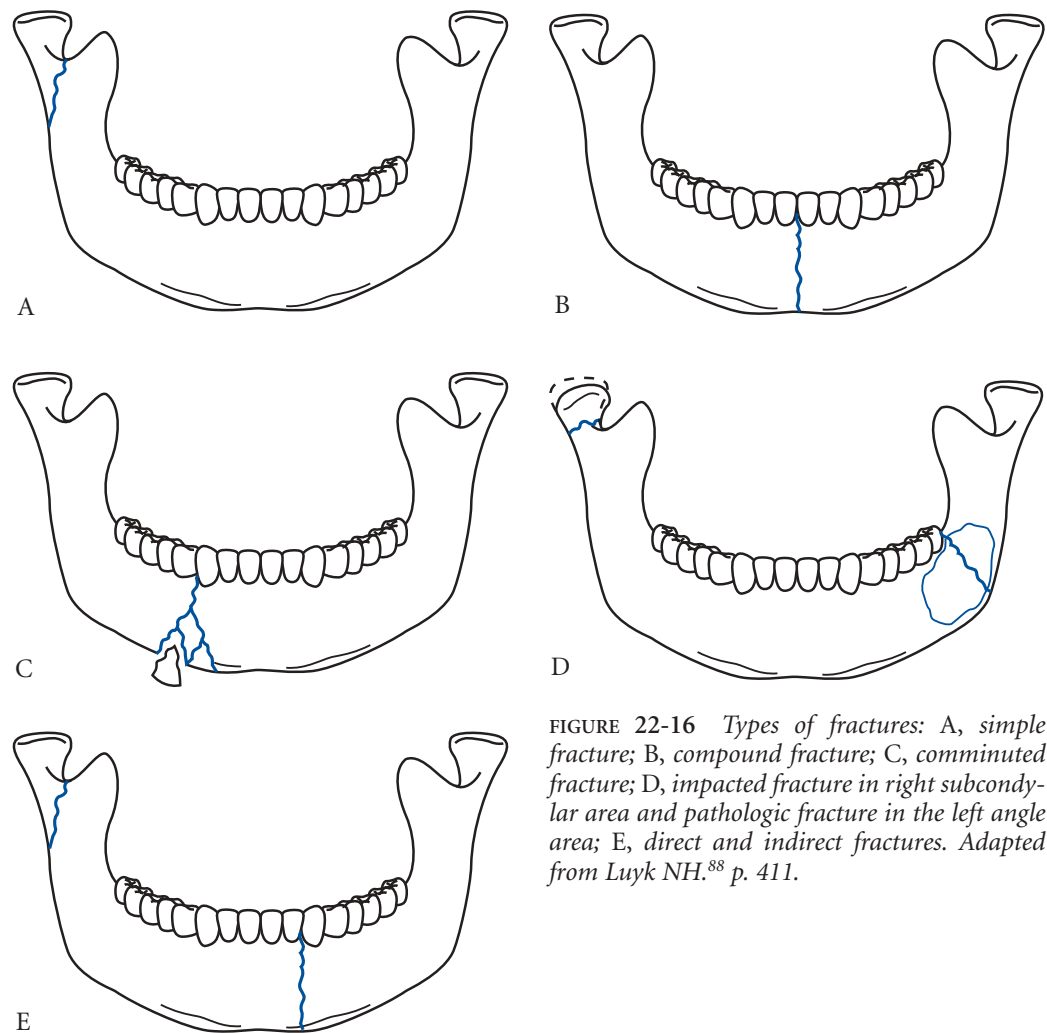 A
B
C
D
FIGURE 22-16 Types of fractures: A, simple
fracture; B, compound fracture; C, comminuted
fracture; D, impacted fracture in right subcondy-
lar area and pathologic fracture in the left angle
area; E, direct and indirect fractures. Adapted
from Luyk NH.88 p. 411.
E